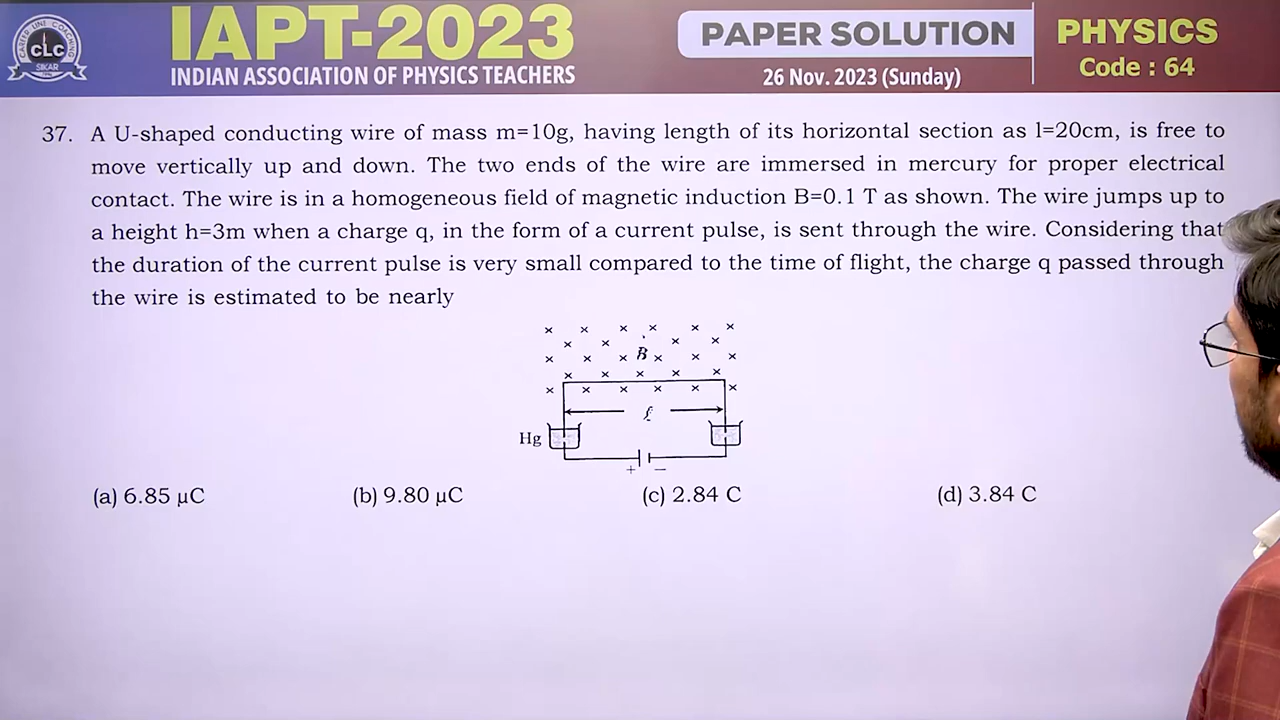 CAREER LINE COACHING
CLC
SIKAR
IAPT-2023
INDIAN ASSOCIATION OF PHYSICS TEACHERS
PAPER SOLUTION
26 Nov. 2023 (Sunday)
PHYSICS
Code : 64
37. A U-shaped conducting wire of mass m=10g, having length of its horizontal section as l=20cm, is free to
move vertically up and down. The two ends of the wire are immersed in mercury for proper electrical
contact. The wire is in a homogeneous field of magnetic induction B=0.1 T as shown. The wire jumps up to
a height h=3m when a charge q, in the form of a current pulse, is sent through the wire. Considering that
the duration of the current pulse is very small compared to the time of flight, the charge q passed through
the wire is estimated to be nearly
B
ℓ
Hg
+ −
(a) 6.85 μC (b) 9.80 μC (c) 2.84 C (d) 3.84 C